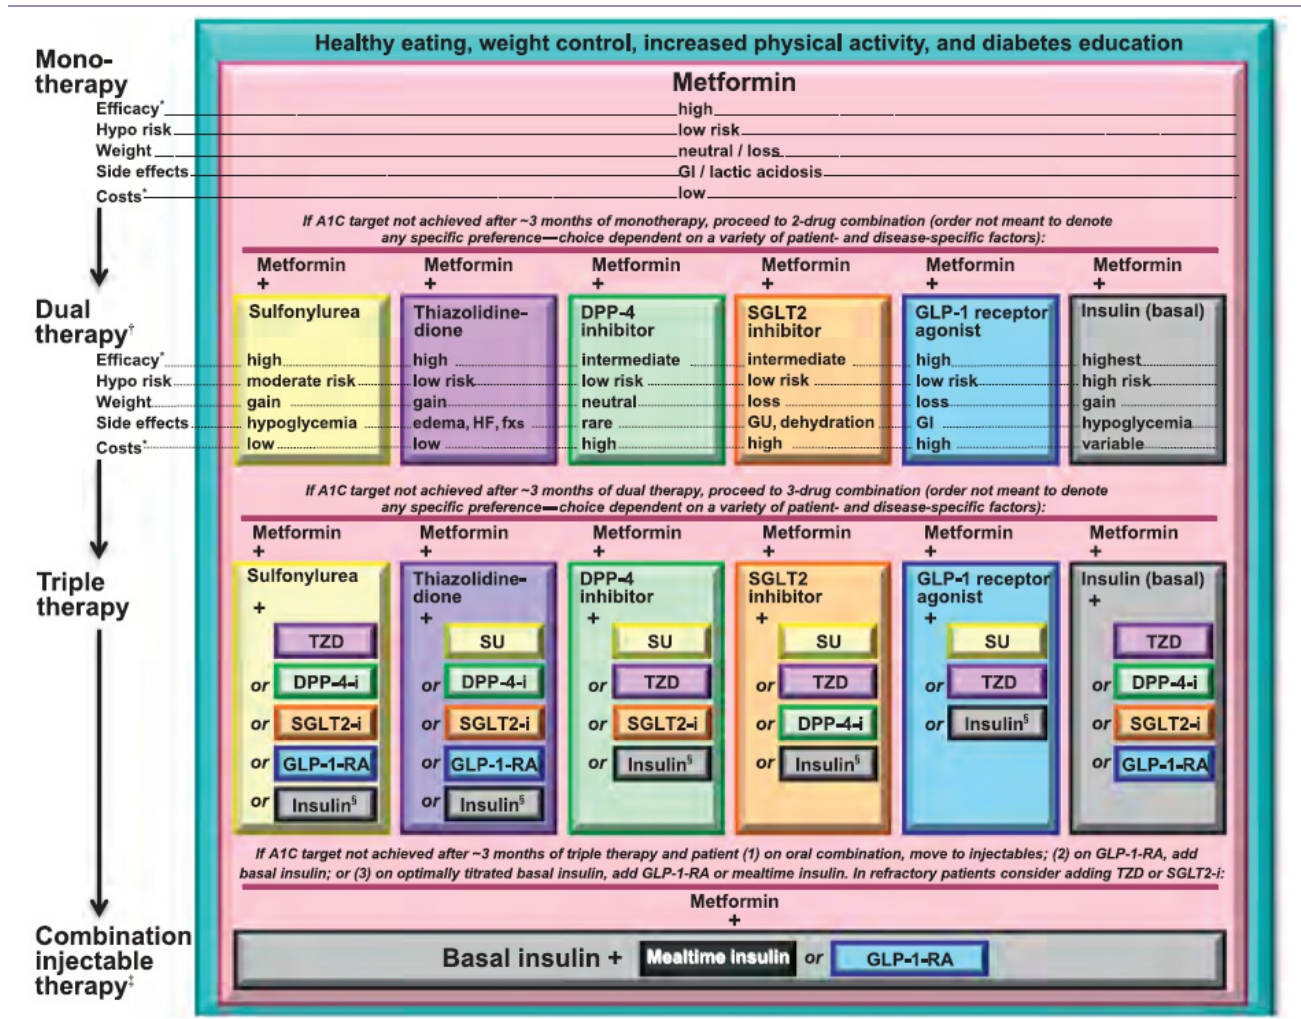 Healthy eating, weight control, increased physical activity, and diabetes education
Mono-
therapy
Metformin
Efficacy* high
Hypo risk low risk
Weight neutral / loss
Side effects GI / lactic acidosis
Costs* low
If A1C target not achieved after ~3 months of monotherapy, proceed to 2-drug combination (order not meant to denote
any specific preference—choice dependent on a variety of patient- and disease-specific factors):
Metformin Metformin Metformin Metformin Metformin Metformin
+ + + + + +
Dual
therapy†
Sulfonylurea Thiazolidine- DPP-4 SGLT2 GLP-1 receptor Insulin (basal)
dione inhibitor inhibitor agonist
Efficacy* high high intermediate intermediate high highest
Hypo risk moderate risk low risk low risk low risk low risk high risk
Weight gain gain neutral loss loss gain
Side effects hypoglycemia edema, HF, fxs rare GU, dehydration GI hypoglycemia
Costs* low low high high high variable
If A1C target not achieved after ~3 months of dual therapy, proceed to 3-drug combination (order not meant to denote
any specific preference—choice dependent on a variety of patient- and disease-specific factors):
Metformin Metformin Metformin Metformin Metformin Metformin
+ + + + + +
Triple
therapy
Sulfonylurea Thiazolidine- DPP-4 SGLT2 GLP-1 receptor Insulin (basal)
dione inhibitor inhibitor agonist
+ + + + + +
TZD SU SU SU SU TZD
or DPP-4-i or DPP-4-i or TZD or TZD or TZD or DPP-4-i
or SGLT2-i or SGLT2-i or SGLT2-i or DPP-4-i or Insulin§ or SGLT2-i
or GLP-1-RA or GLP-1-RA or Insulin§ or Insulin§ or GLP-1-RA
or Insulin§ or Insulin§
If A1C target not achieved after ~3 months of triple therapy and patient (1) on oral combination, move to injectables; (2) on GLP-1-RA, add
basal insulin; or (3) on optimally titrated basal insulin, add GLP-1-RA or mealtime insulin. In refractory patients consider adding TZD or SGLT2-i:
Metformin
+
Combination
injectable
therapy‡
Basal insulin + Mealtime insulin or GLP-1-RA